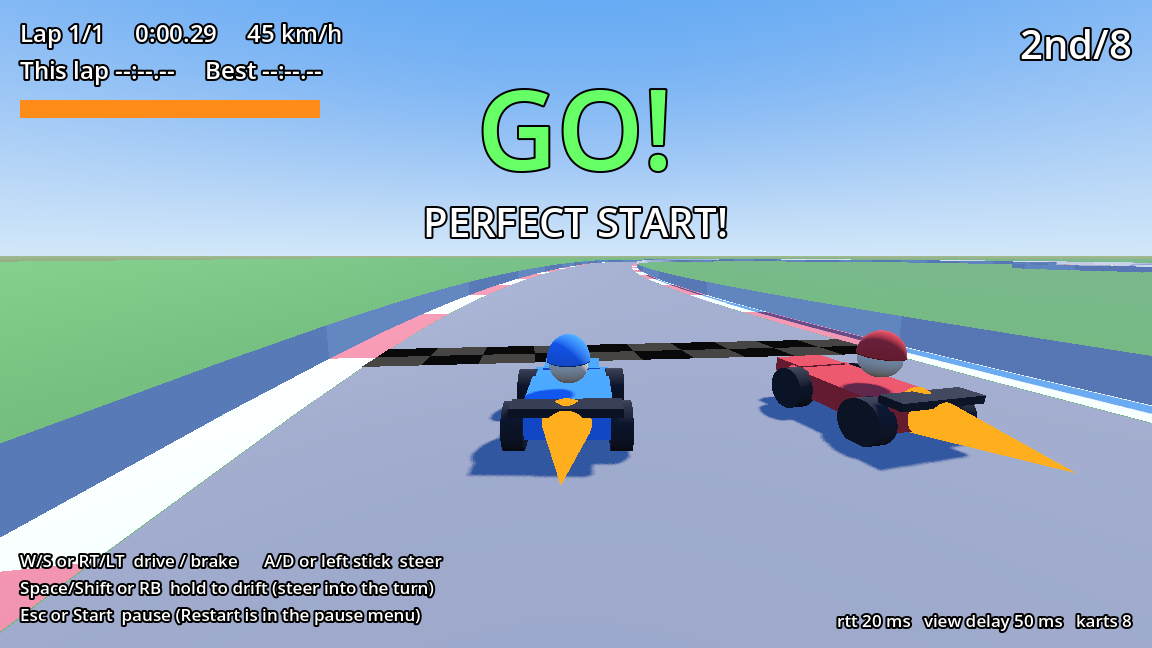 Lap 1/1 0:00.29 45 km/h
2nd/8
This lap --:--.-- Best --:--.--
GO!
PERFECT START!
W/S or RT/LT drive / brake A/D or left stick steer
Space/Shift or RB hold to drift (steer into the turn)
Esc or Start pause (Restart is in the pause menu)
rtt 20 ms view delay 50 ms karts 8